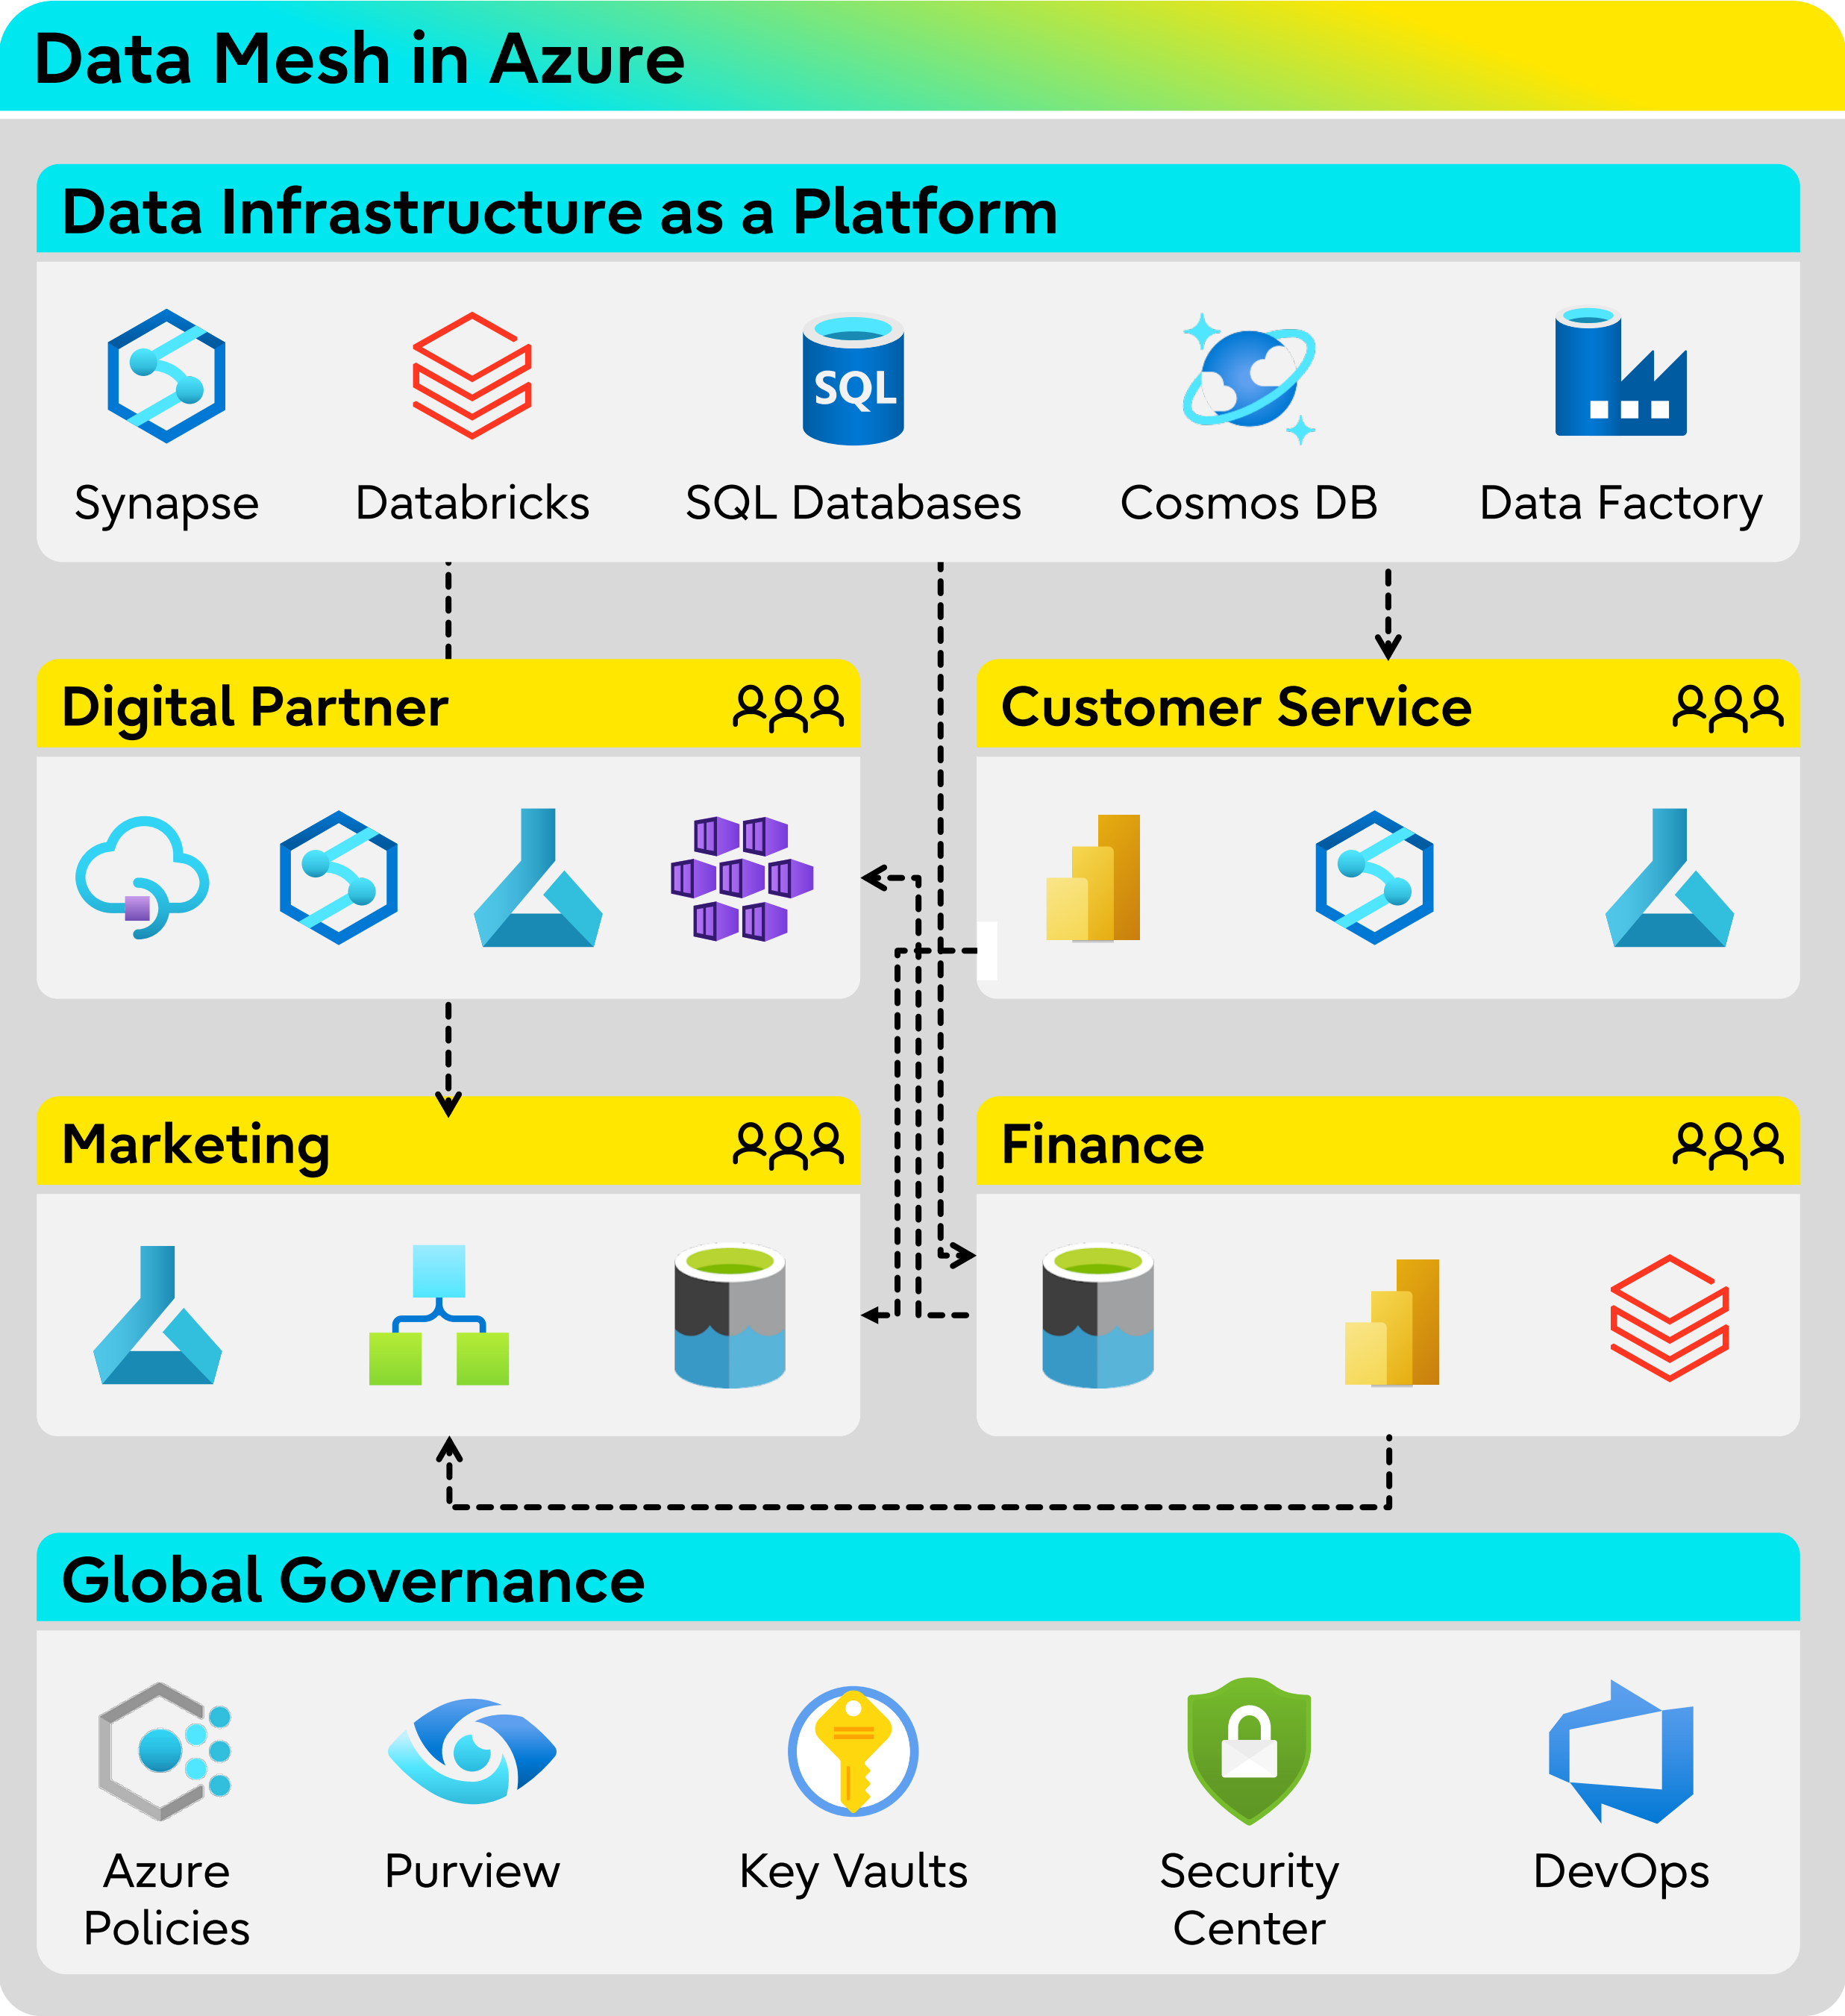 Data Mesh in Azure
Data Infrastructure as a Platform
SQL
Synapse
Databricks
SQL Databases
Cosmos DB
Data Factory
Digital Partner
Customer Service
Marketing
Finance
Global Governance
Azure
Policies
Purview
Key Vaults
Security
Center
DevOps